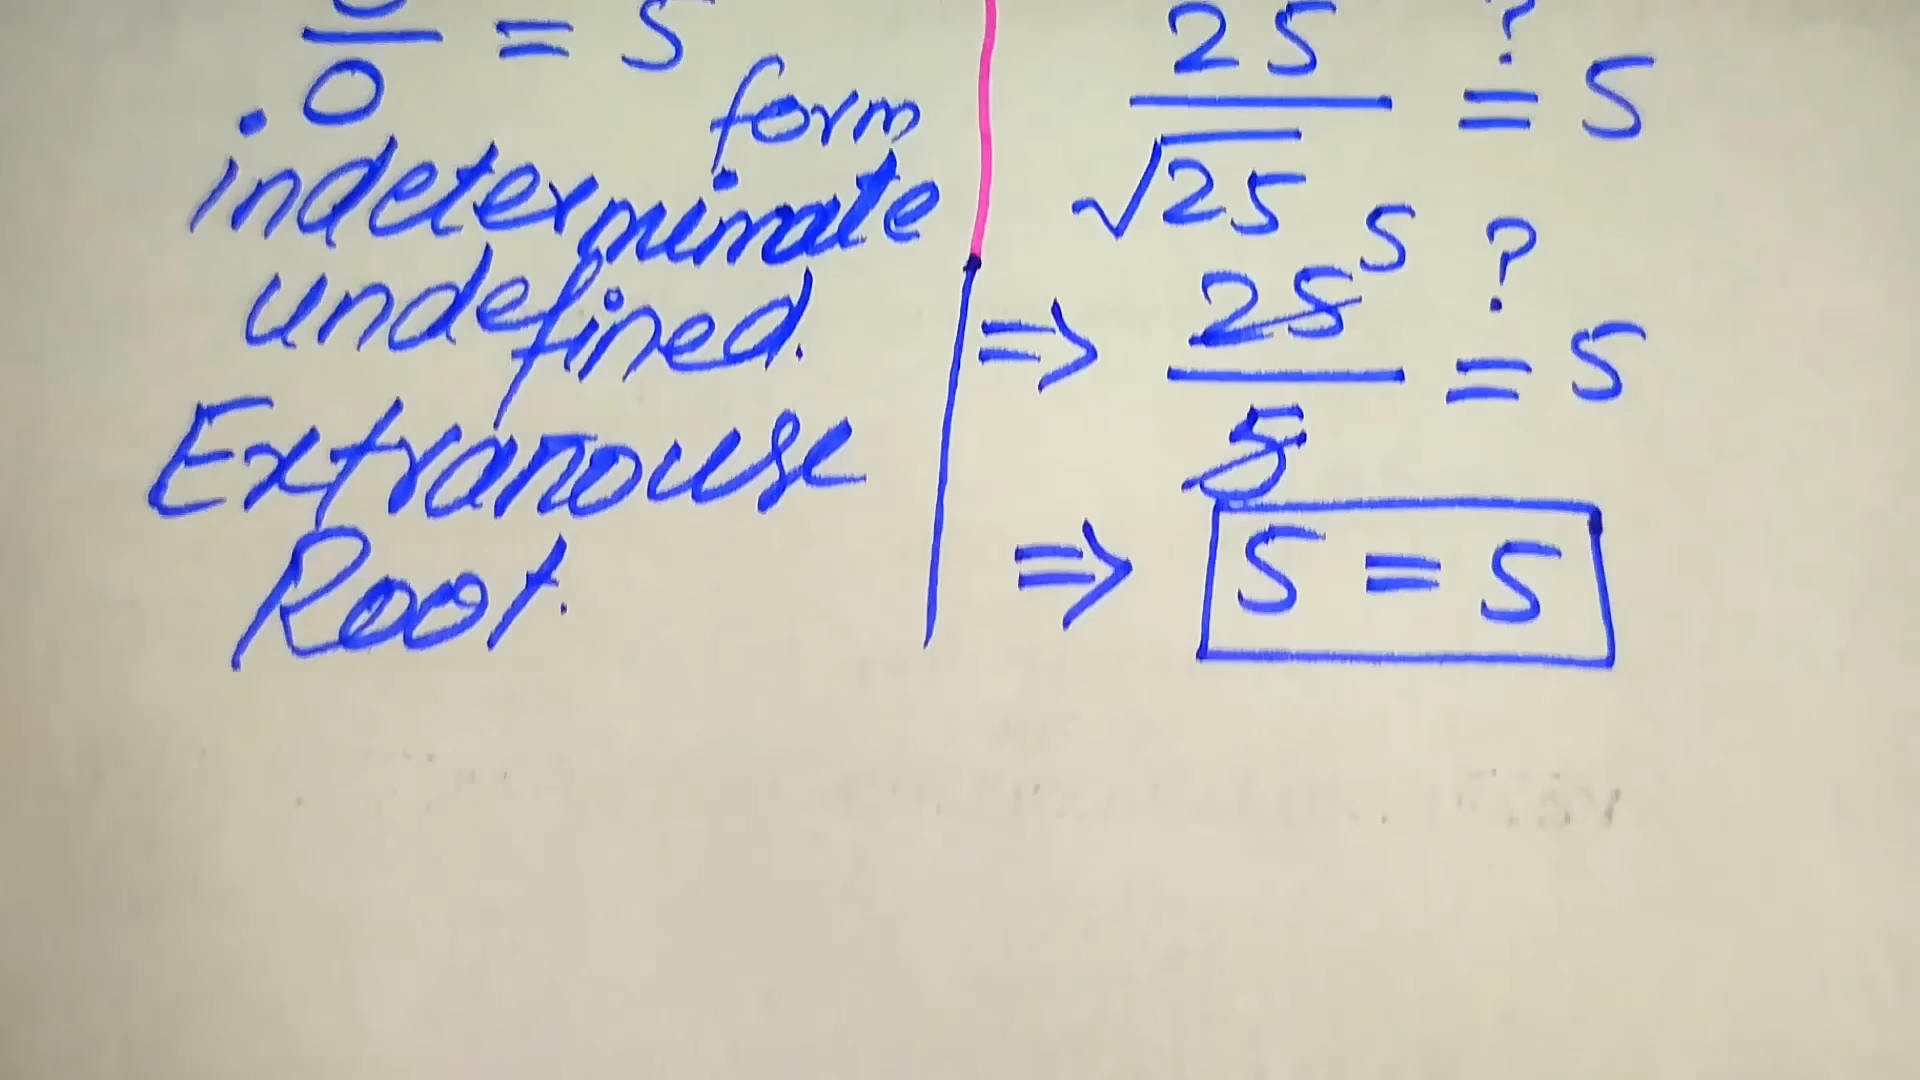 0/0 = 5
form
indeterminate
undefined.
Extranouse
Root.
25/√25 ?= 5
⇒ 25/5 5 ?= 5
⇒ 5 = 5